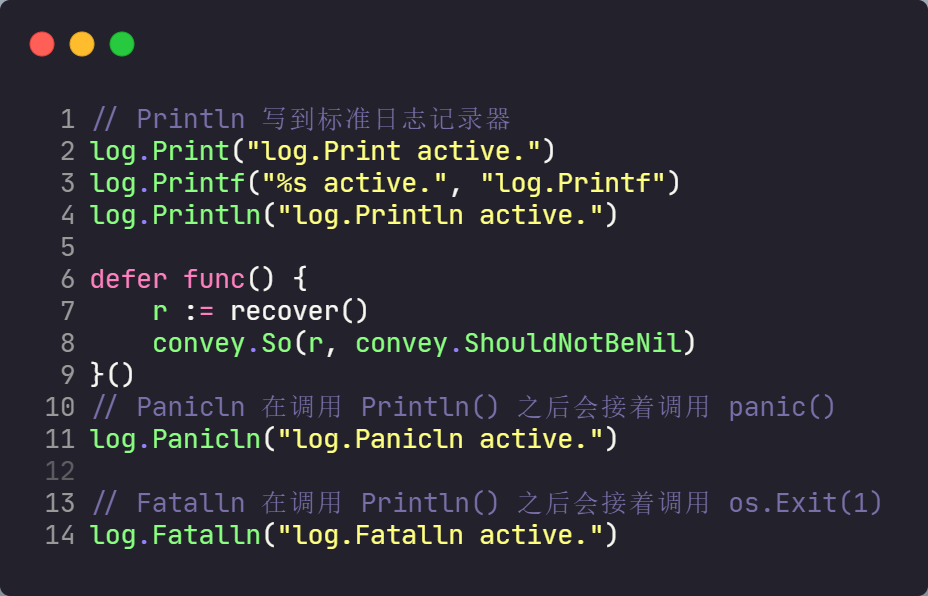 1 // Println 写到标准日志记录器
2 log.Print("log.Print active.")
3 log.Printf("%s active.", "log.Printf")
4 log.Println("log.Println active.")
5
6 defer func() {
7     r := recover()
8     convey.So(r, convey.ShouldNotBeNil)
9 }()
10 // Panicln 在调用 Println() 之后会接着调用 panic()
11 log.Panicln("log.Panicln active.")
12
13 // Fatalln 在调用 Println() 之后会接着调用 os.Exit(1)
14 log.Fatalln("log.Fatalln active.")